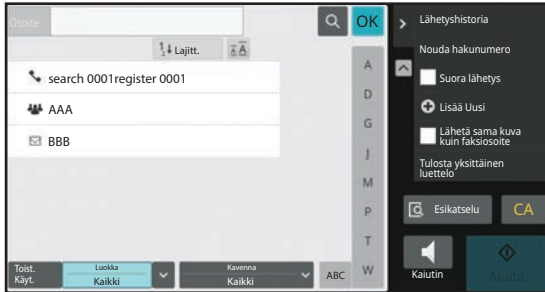 Osoite
OK
Lajitt.
search 0001register 0001
AAA
BBB
A
D
G
J
M
P
T
W
Toist.
Käyt.
Luokka
Kaikki
Kavenna
Kaikki
ABC
Lähetyshistoria
Nouda hakunumero
Suora lähetys
Lisää Uusi
Lähetä sama kuva
kuin faksiosoite
Tulosta yksittäinen
luettelo
Esikatselu
CA
Kaiutin
Aloita